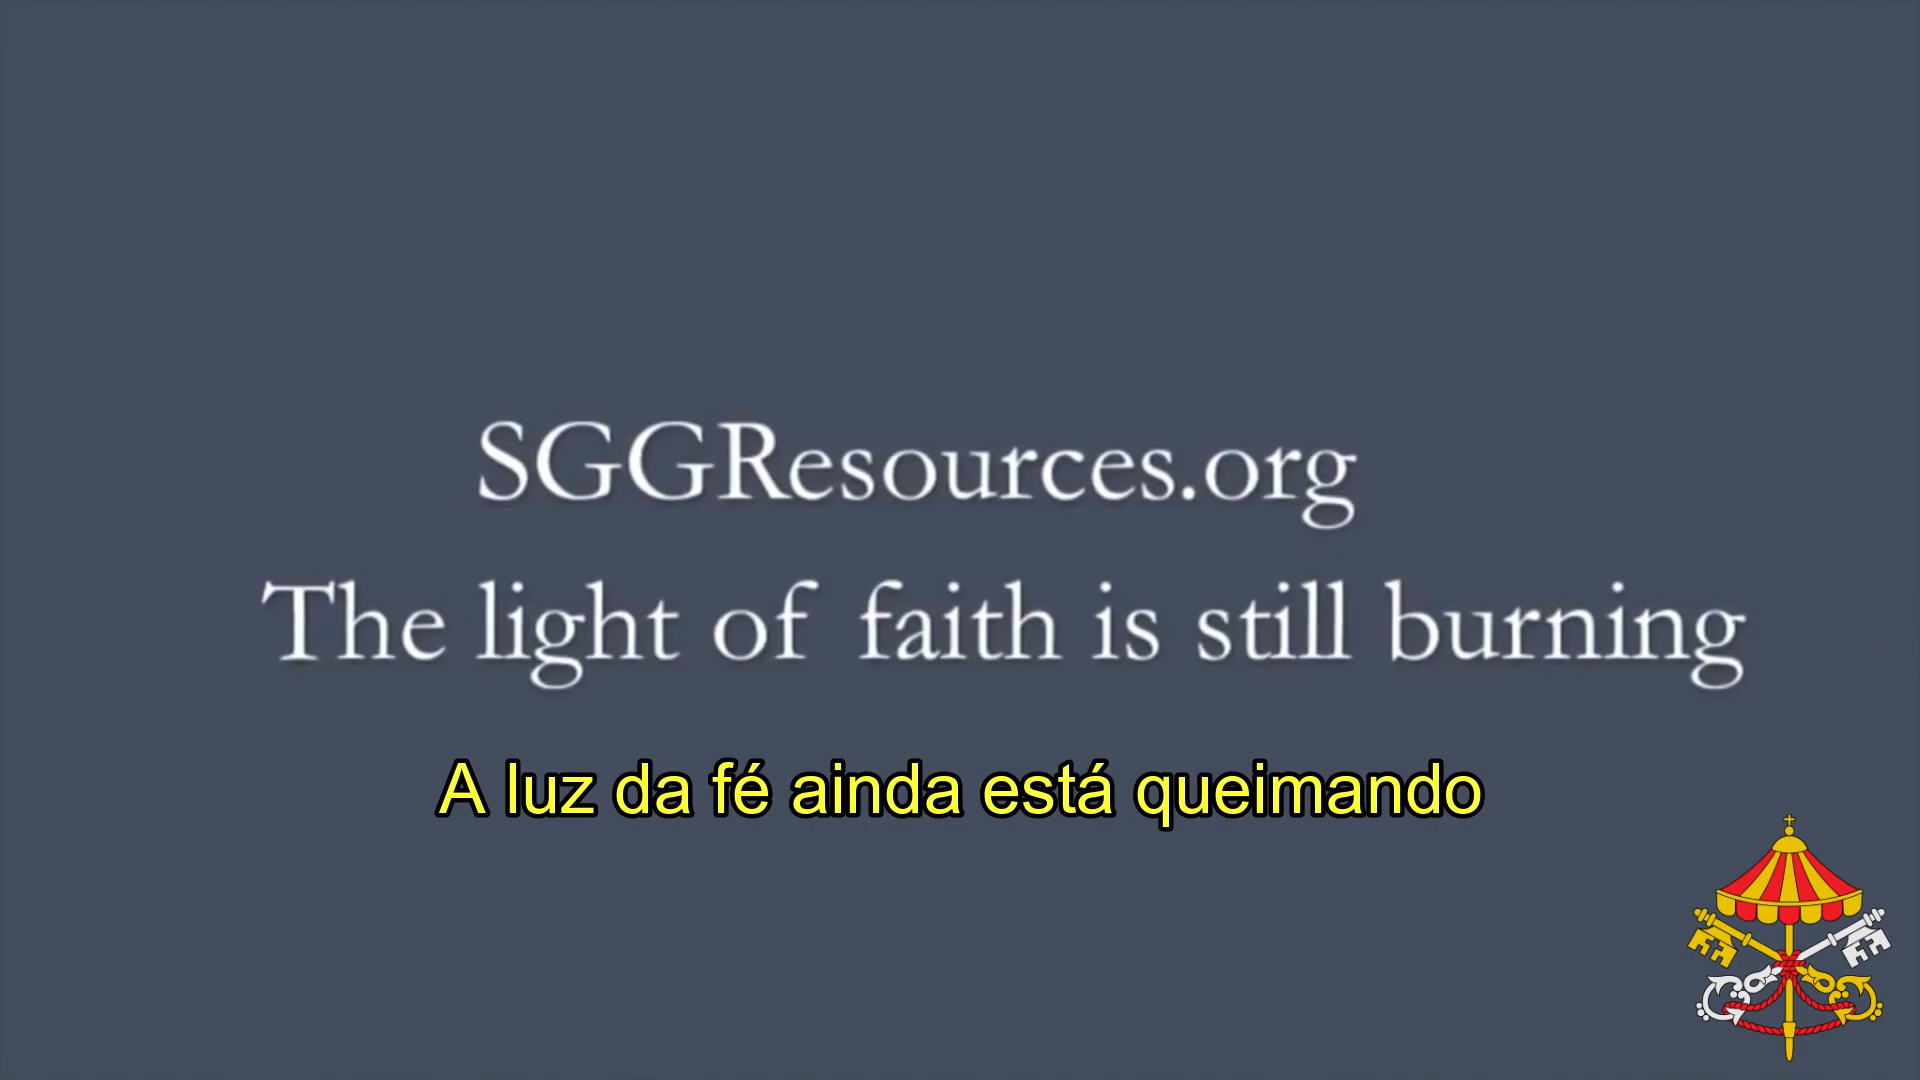 SGGResources.org
The light of faith is still burning
A luz da fé ainda está queimando